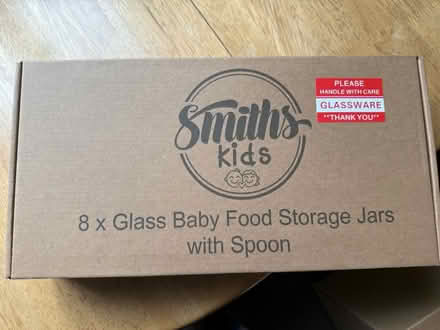 Smiths
kids
PLEASE
HANDLE WITH CARE
GLASSWARE
**THANK YOU**
8 x Glass Baby Food Storage Jars
with Spoon